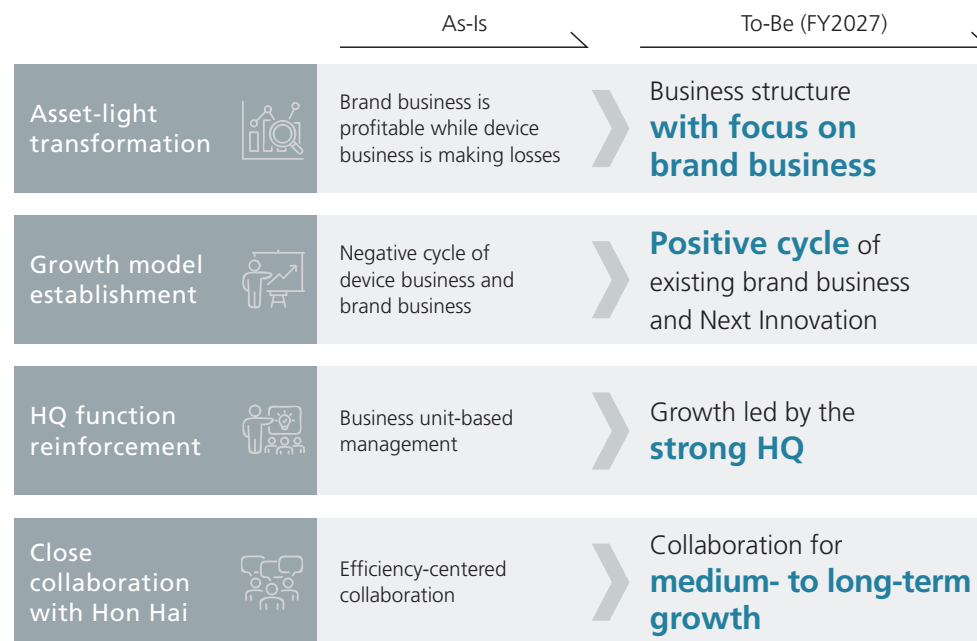 As-Is
To-Be (FY2027)
Asset-light
transformation
Brand business is
profitable while device
business is making losses
Business structure
with focus on
brand business
Growth model
establishment
Negative cycle of
device business and
brand business
Positive cycle of
existing brand business
and Next Innovation
HQ function
reinforcement
Business unit-based
management
Growth led by the
strong HQ
Close
collaboration
with Hon Hai
Efficiency-centered
collaboration
Collaboration for
medium- to long-term
growth